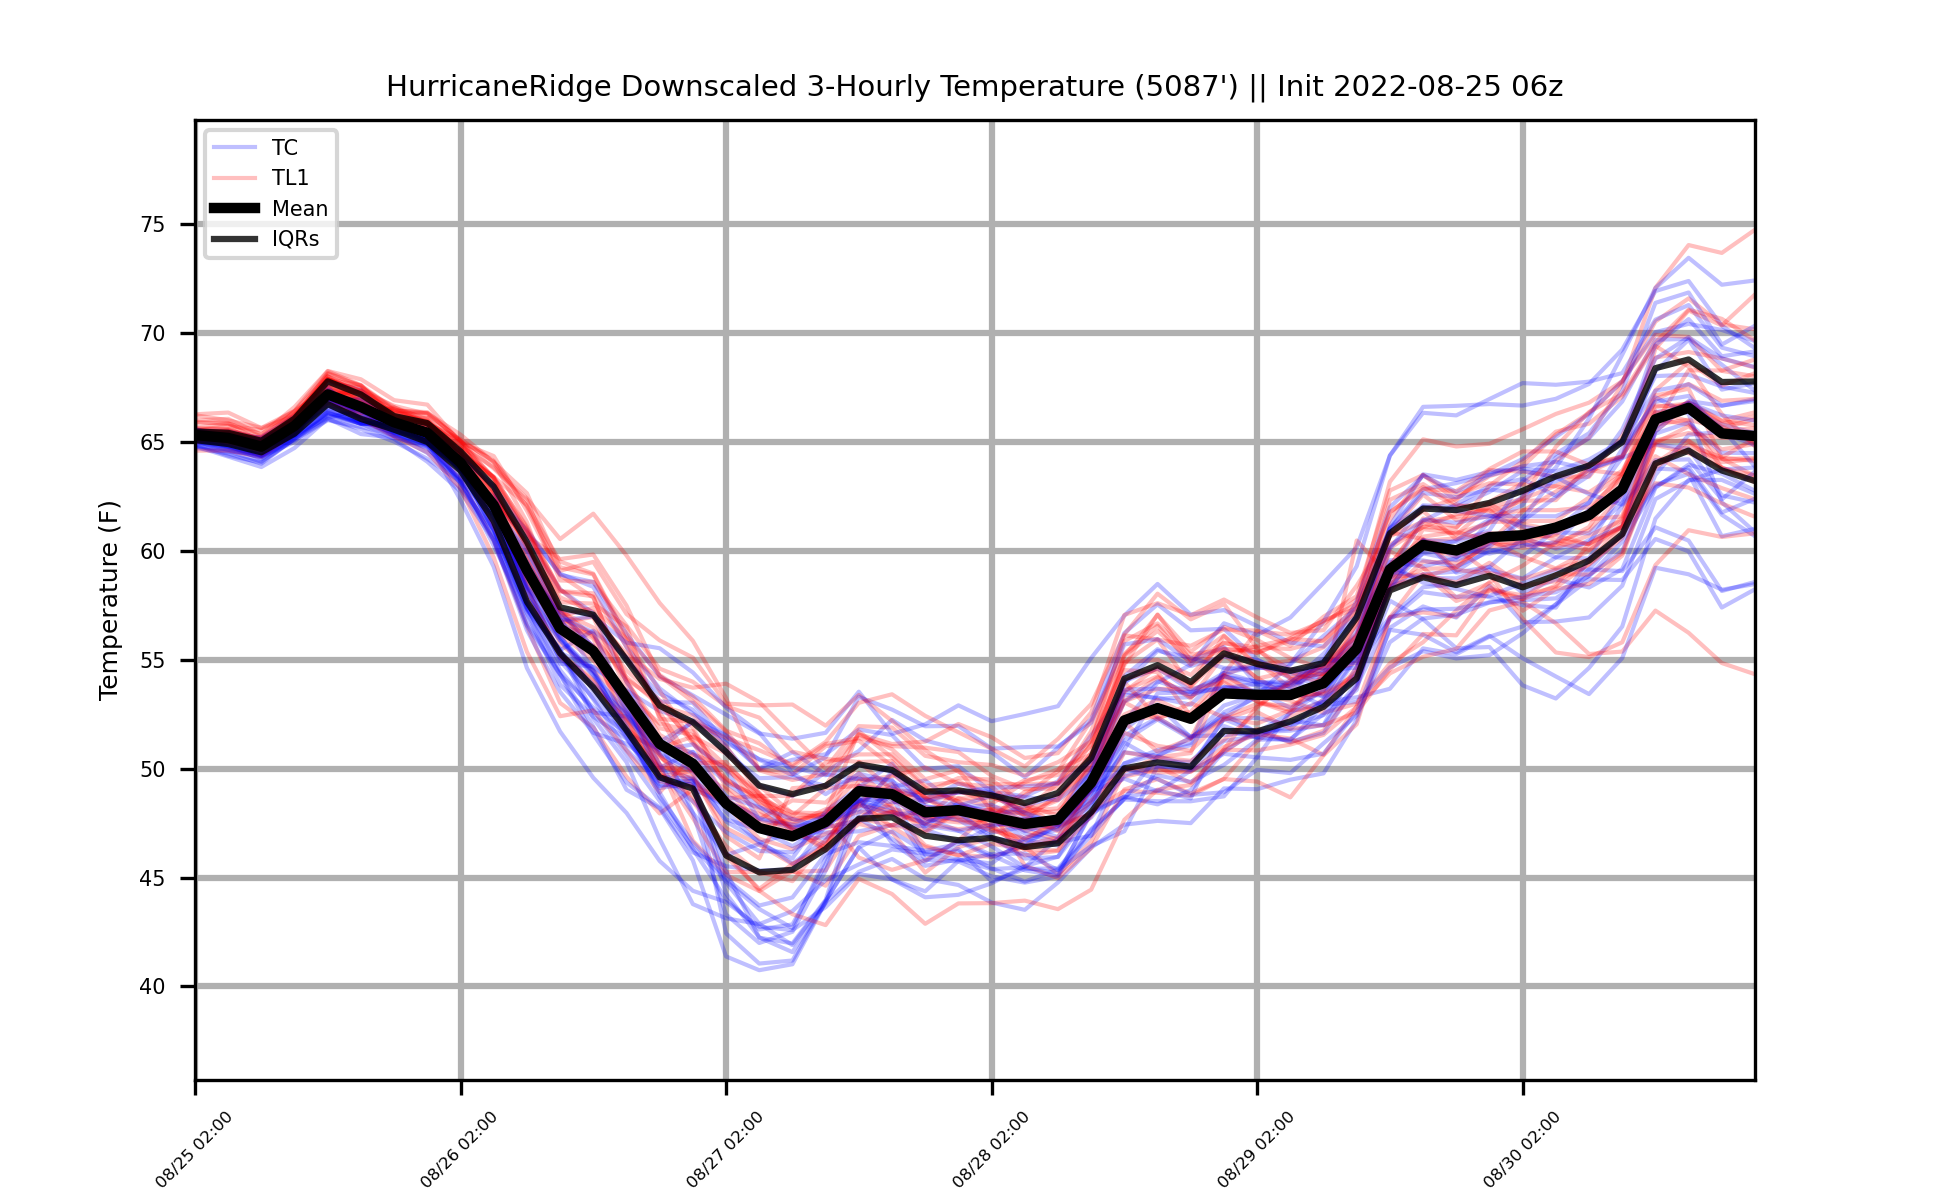 HurricaneRidge Downscaled 3-Hourly Temperature (5087') || Init 2022-08-25 06z
TC
TL1
Mean
IQRs
Temperature (F)
75
70
65
60
55
50
45
40
08/25 02:00
08/26 02:00
08/27 02:00
08/28 02:00
08/29 02:00
08/30 02:00